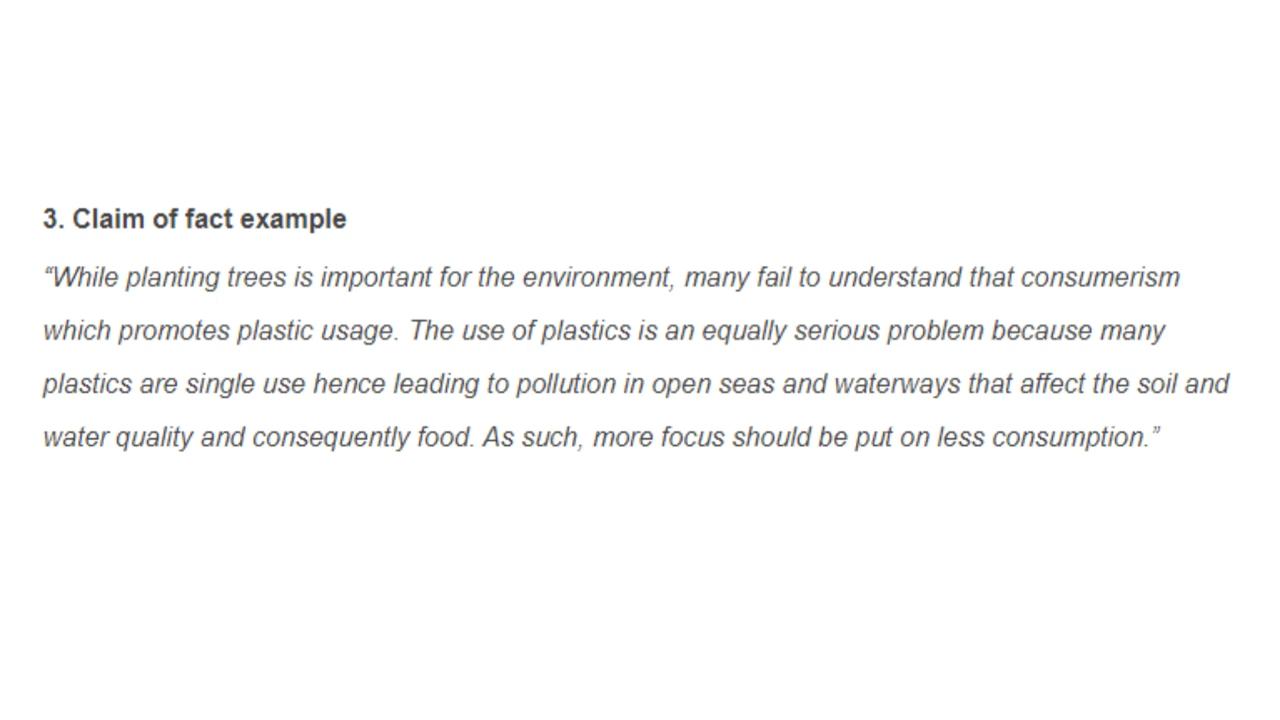 3. Claim of fact example
“While planting trees is important for the environment, many fail to understand that consumerism
which promotes plastic usage. The use of plastics is an equally serious problem because many
plastics are single use hence leading to pollution in open seas and waterways that affect the soil and
water quality and consequently food. As such, more focus should be put on less consumption.”